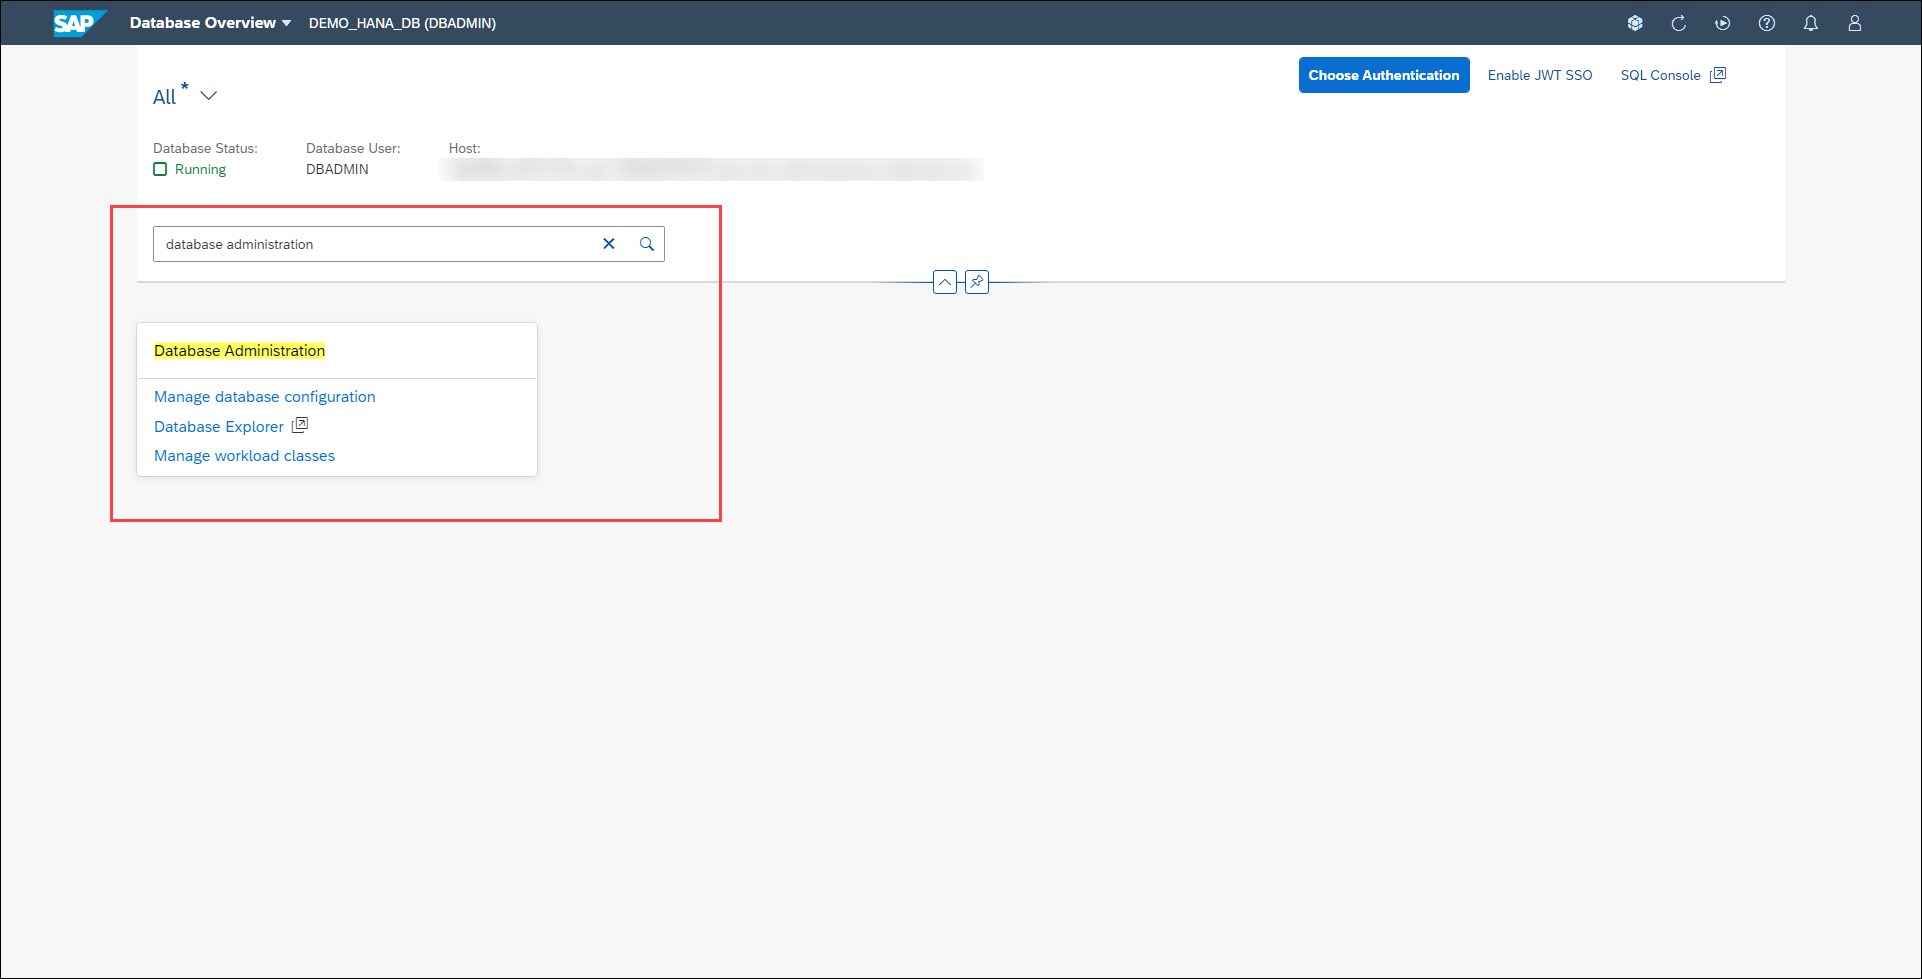 SAP Database Overview DEMO_HANA_DB (DBADMIN)
Choose Authentication Enable JWT SSO SQL Console
All *
Database Status: Database User: Host:
Running DBADMIN
database administration
Database Administration
Manage database configuration
Database Explorer
Manage workload classes